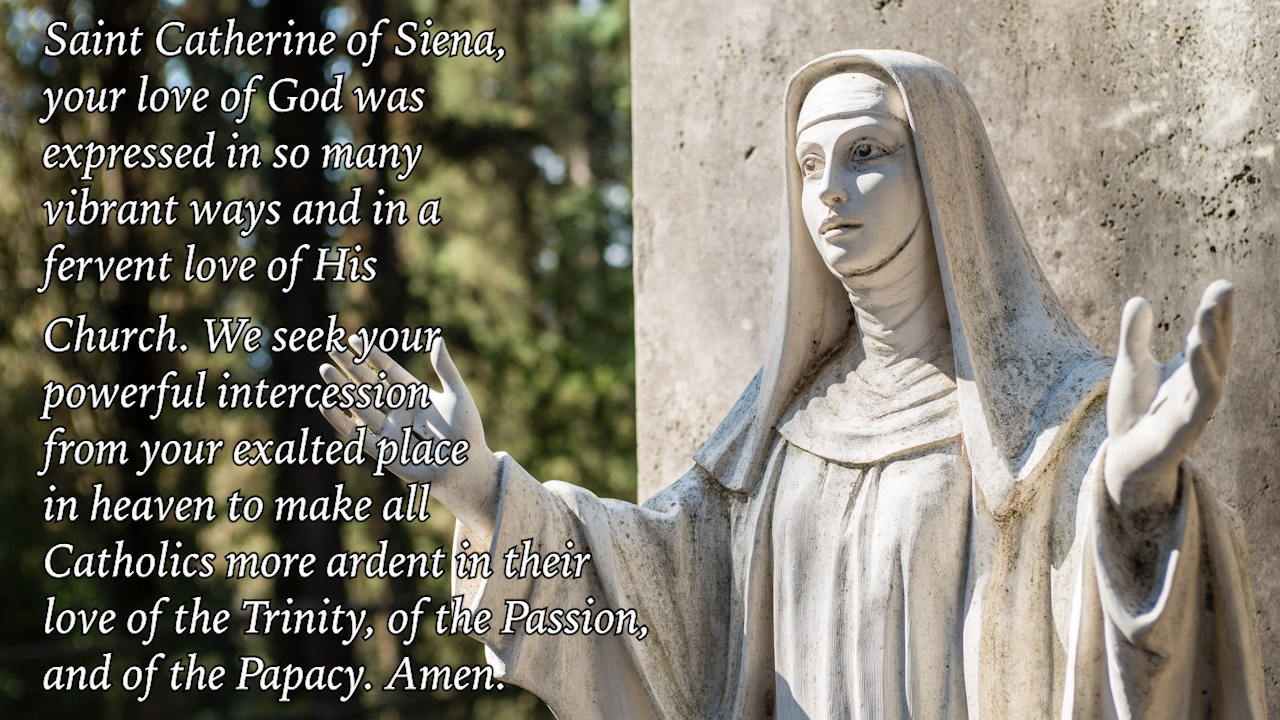 Saint Catherine of Siena,
your love of God was
expressed in so many
vibrant ways and in a
fervent love of His
Church. We seek your
powerful intercession
from your exalted place
in heaven to make all
Catholics more ardent in their
love of the Trinity, of the Passion,
and of the Papacy. Amen.